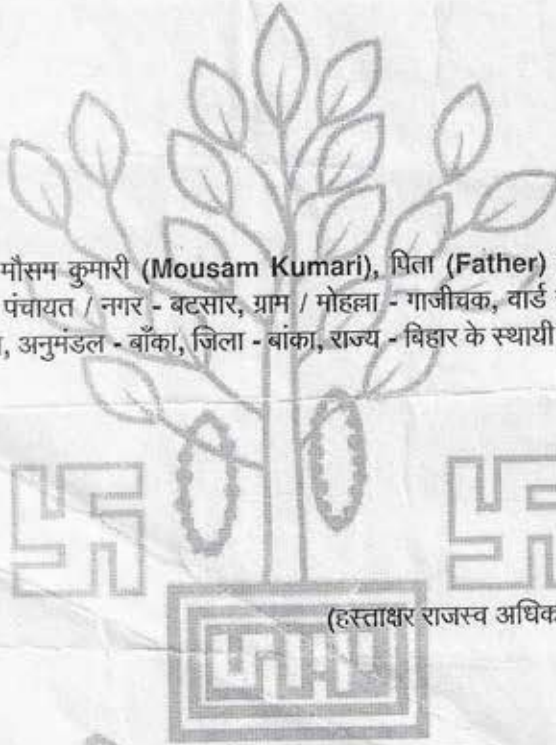 मौसम कुमारी (Mousam Kumari), पिता (Father)
पंचायत / नगर - बटसार, ग्राम / मोहल्ला - गाजीचक, वार्ड
अनुमंडल - बाँका, जिला - बांका, राज्य - बिहार के स्थायी
(हस्ताक्षर राजस्व अधिक